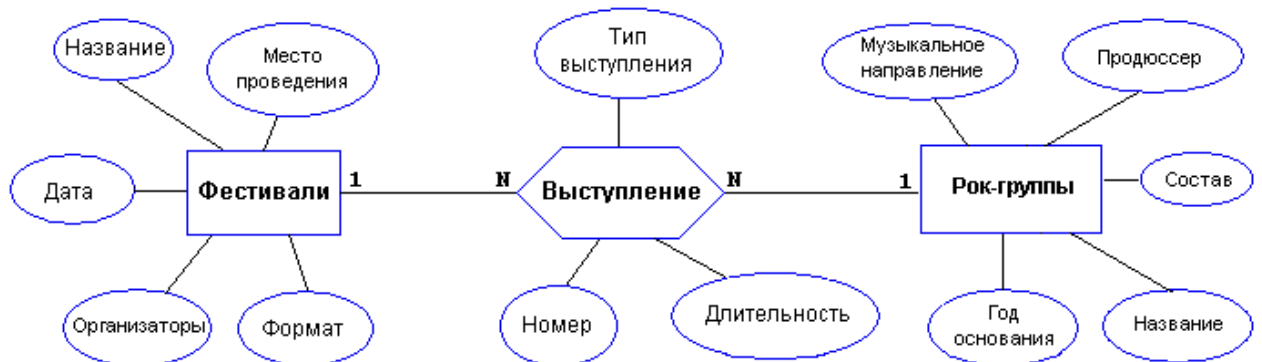 Название
Место
проведения
Тип
выступления
Музыкальное
направление
Продюссер
Дата
Фестивали
1
N
Выступление
N
1
Рок-группы
Состав
Организаторы
Формат
Номер
Длительность
Год
основания
Название